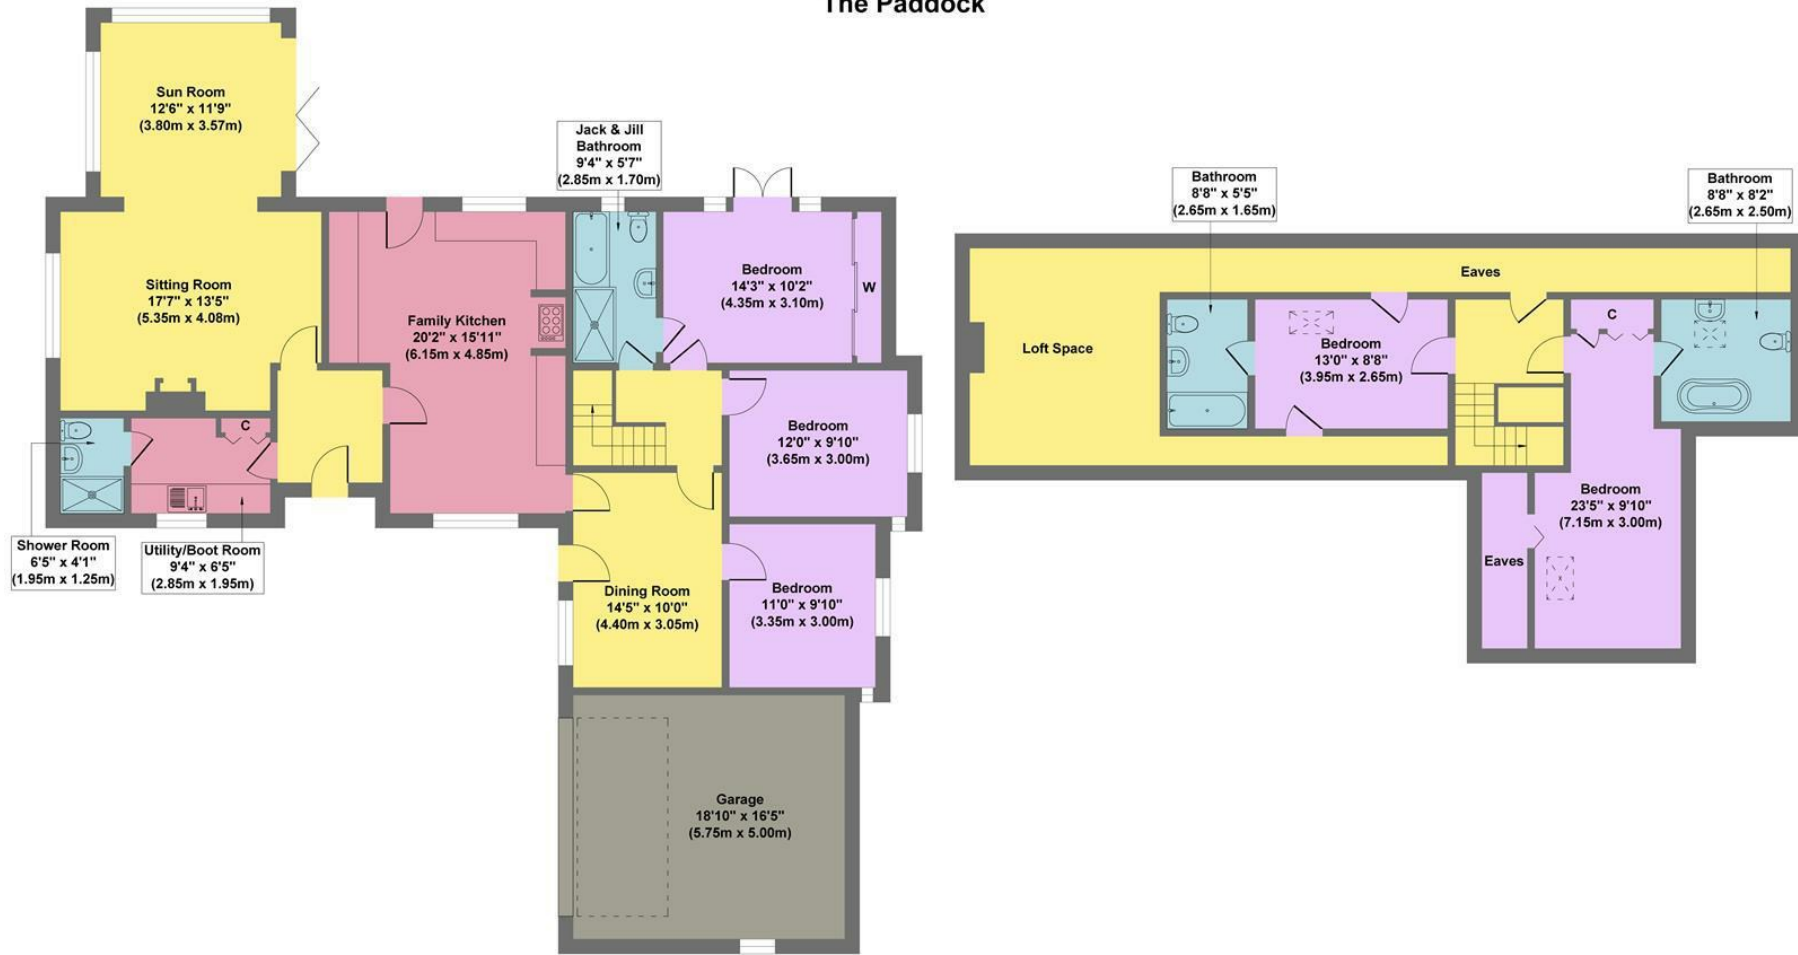 The Paddock
Sun Room
12'6" x 11'9"
(3.80m x 3.57m)
Jack & Jill
Bathroom
9'4" x 5'7"
(2.85m x 1.70m)
Sitting Room
17'7" x 13'5"
(5.35m x 4.08m)
Family Kitchen
20'2" x 15'11"
(6.15m x 4.85m)
Bedroom
14'3" x 10'2"
(4.35m x 3.10m)
W
C
Bedroom
12'0" x 9'10"
(3.65m x 3.00m)
Shower Room
6'5" x 4'1"
(1.95m x 1.25m)
Utility/Boot Room
9'4" x 6'5"
(2.85m x 1.95m)
Dining Room
14'5" x 10'0"
(4.40m x 3.05m)
Bedroom
11'0" x 9'10"
(3.35m x 3.00m)
Garage
18'10" x 16'5"
(5.75m x 5.00m)
Bathroom
8'8" x 5'5"
(2.65m x 1.65m)
Bathroom
8'8" x 8'2"
(2.65m x 2.50m)
Eaves
C
Loft Space
Bedroom
13'0" x 8'8"
(3.95m x 2.65m)
Bedroom
23'5" x 9'10"
(7.15m x 3.00m)
Eaves